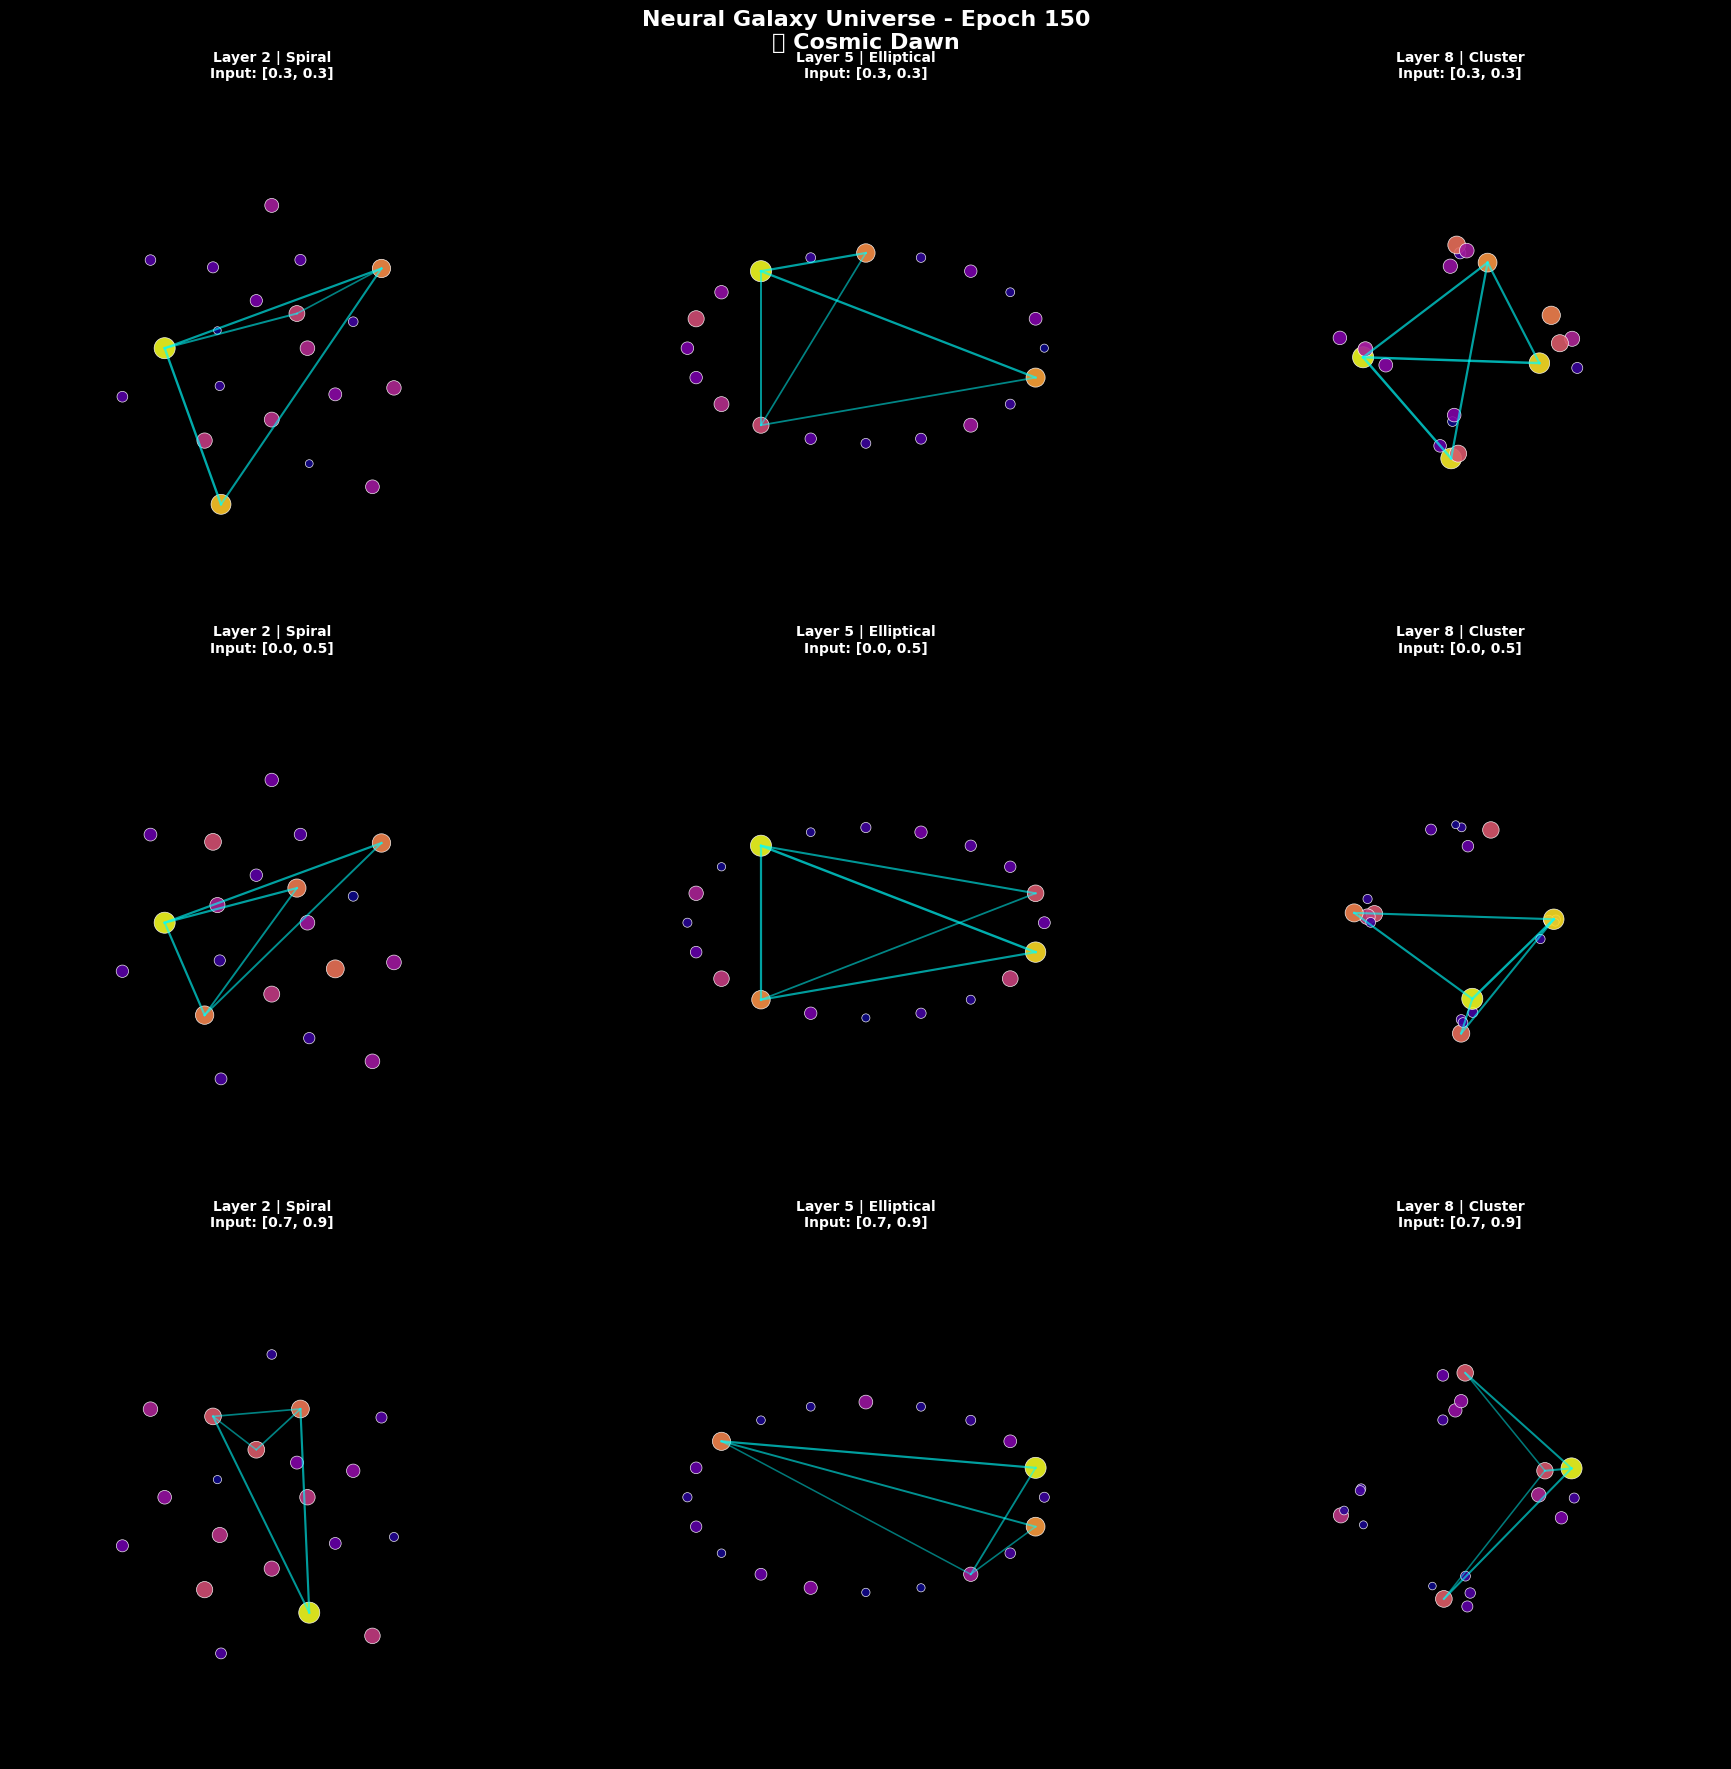 Neural Galaxy Universe - Epoch 150
Cosmic Dawn
Layer 2 | Spiral
Input: [0.3, 0.3]
Layer 5 | Elliptical
Input: [0.3, 0.3]
Layer 8 | Cluster
Input: [0.3, 0.3]
Layer 2 | Spiral
Input: [0.0, 0.5]
Layer 5 | Elliptical
Input: [0.0, 0.5]
Layer 8 | Cluster
Input: [0.0, 0.5]
Layer 2 | Spiral
Input: [0.7, 0.9]
Layer 5 | Elliptical
Input: [0.7, 0.9]
Layer 8 | Cluster
Input: [0.7, 0.9]